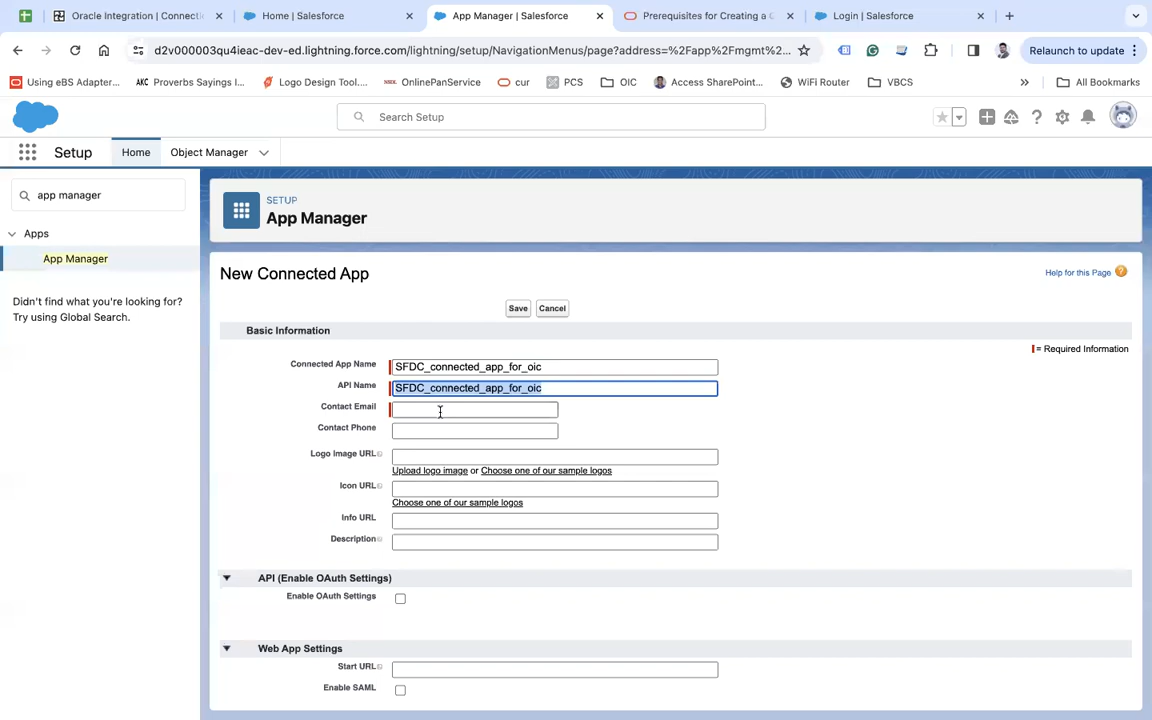 Oracle Integration | Connecti
Home | Salesforce
App Manager | Salesforce
Prerequisites for Creating a C
Login | Salesforce
d2v000003qu4ieac-dev-ed.lightning.force.com/lightning/setup/NavigationMenus/page?address=%2Fapp%2Fmgmt%2...
Relaunch to update
Using eBS Adapter...
AKC Proverbs Sayings I...
Logo Design Tool....
OnlinePanService
cur
PCS
OIC
Access SharePoint...
WiFi Router
VBCS
All Bookmarks
Search Setup
Setup
Home
Object Manager
app manager
Apps
App Manager
Didn't find what you're looking for?
Try using Global Search.
SETUP
App Manager
New Connected App
Help for this Page
Save
Cancel
Basic Information
= Required Information
Connected App Name
SFDC_connected_app_for_oic
API Name
SFDC_connected_app_for_oic
Contact Email
Contact Phone
Logo Image URL
Upload logo image or Choose one of our sample logos
Icon URL
Choose one of our sample logos
Info URL
Description
API (Enable OAuth Settings)
Enable OAuth Settings
Web App Settings
Start URL
Enable SAML